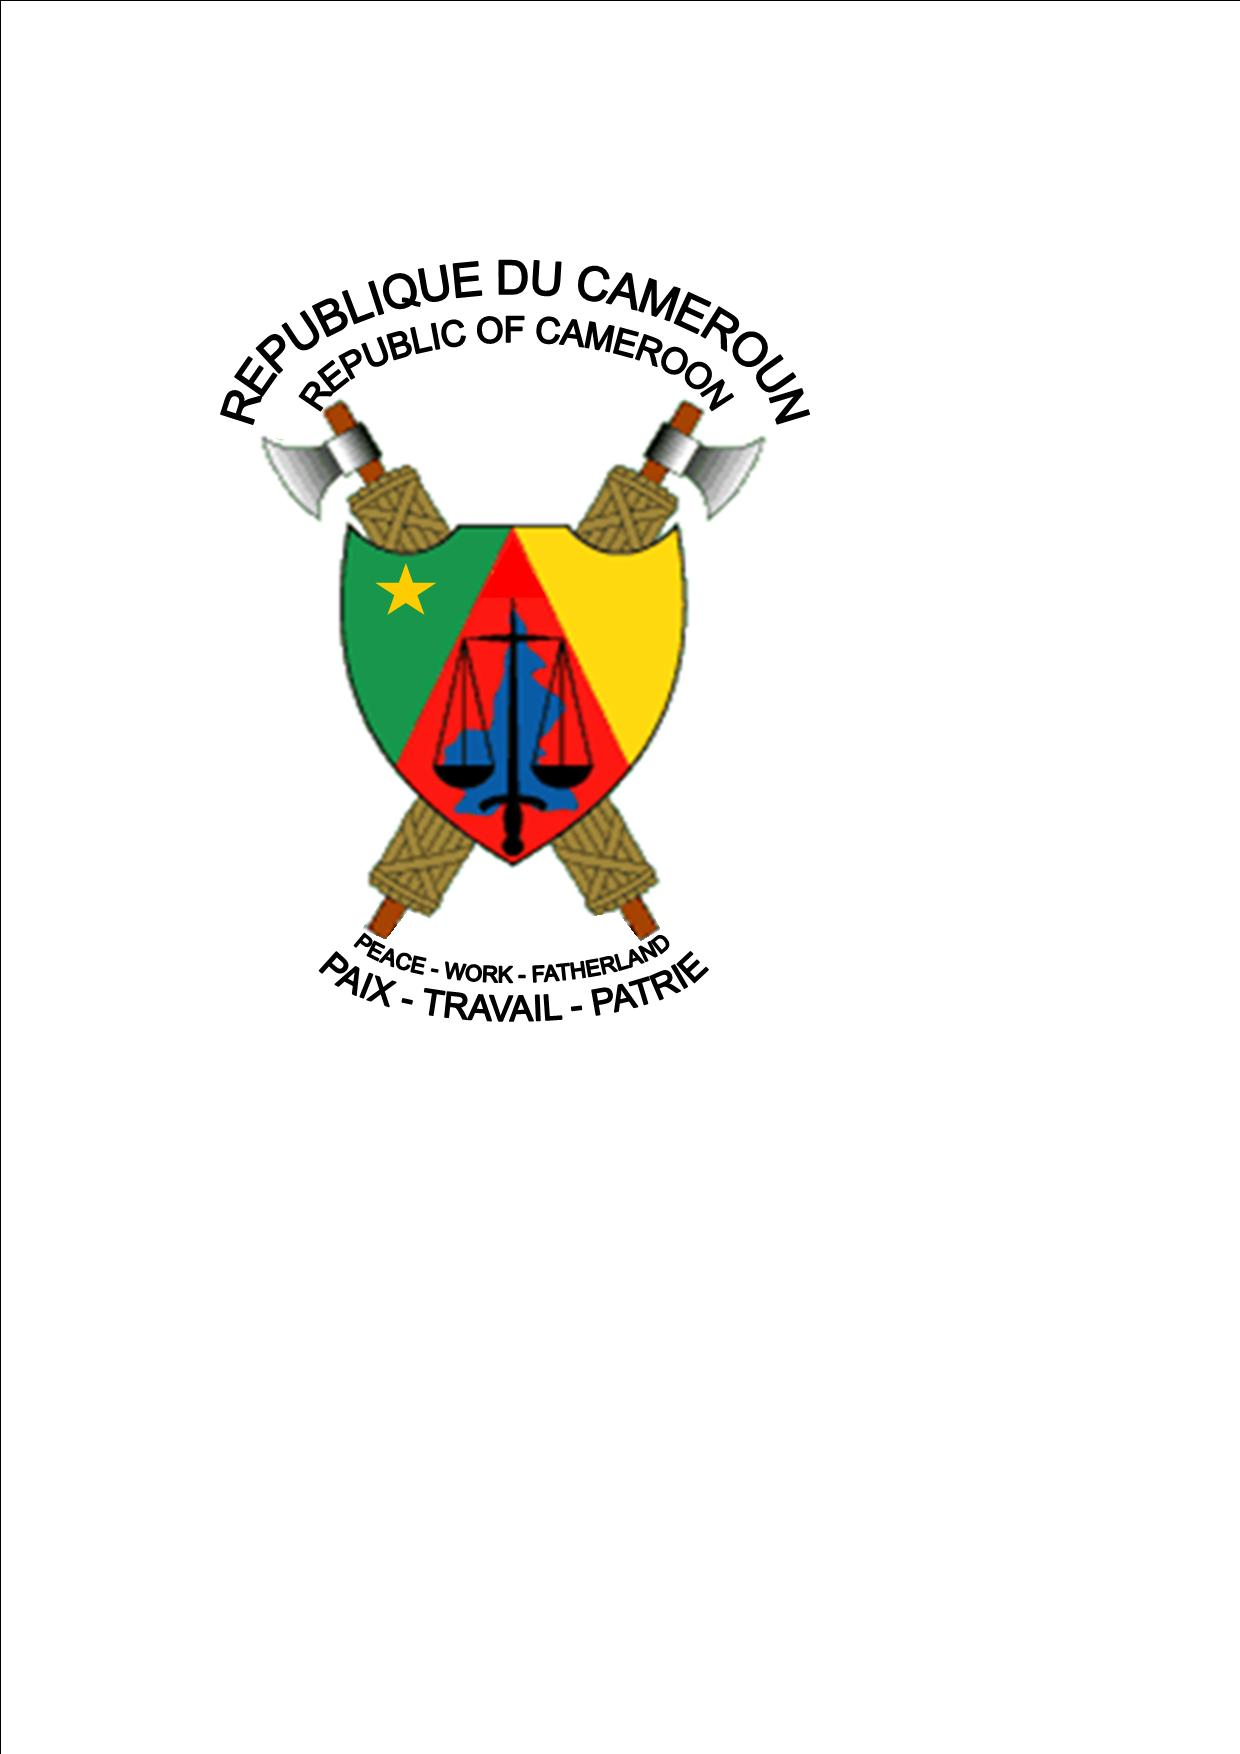 REPUBLIQUE DU CAMEROUN
REPUBLIC OF CAMEROON
PEACE - WORK - FATHERLAND
PAIX - TRAVAIL - PATRIE